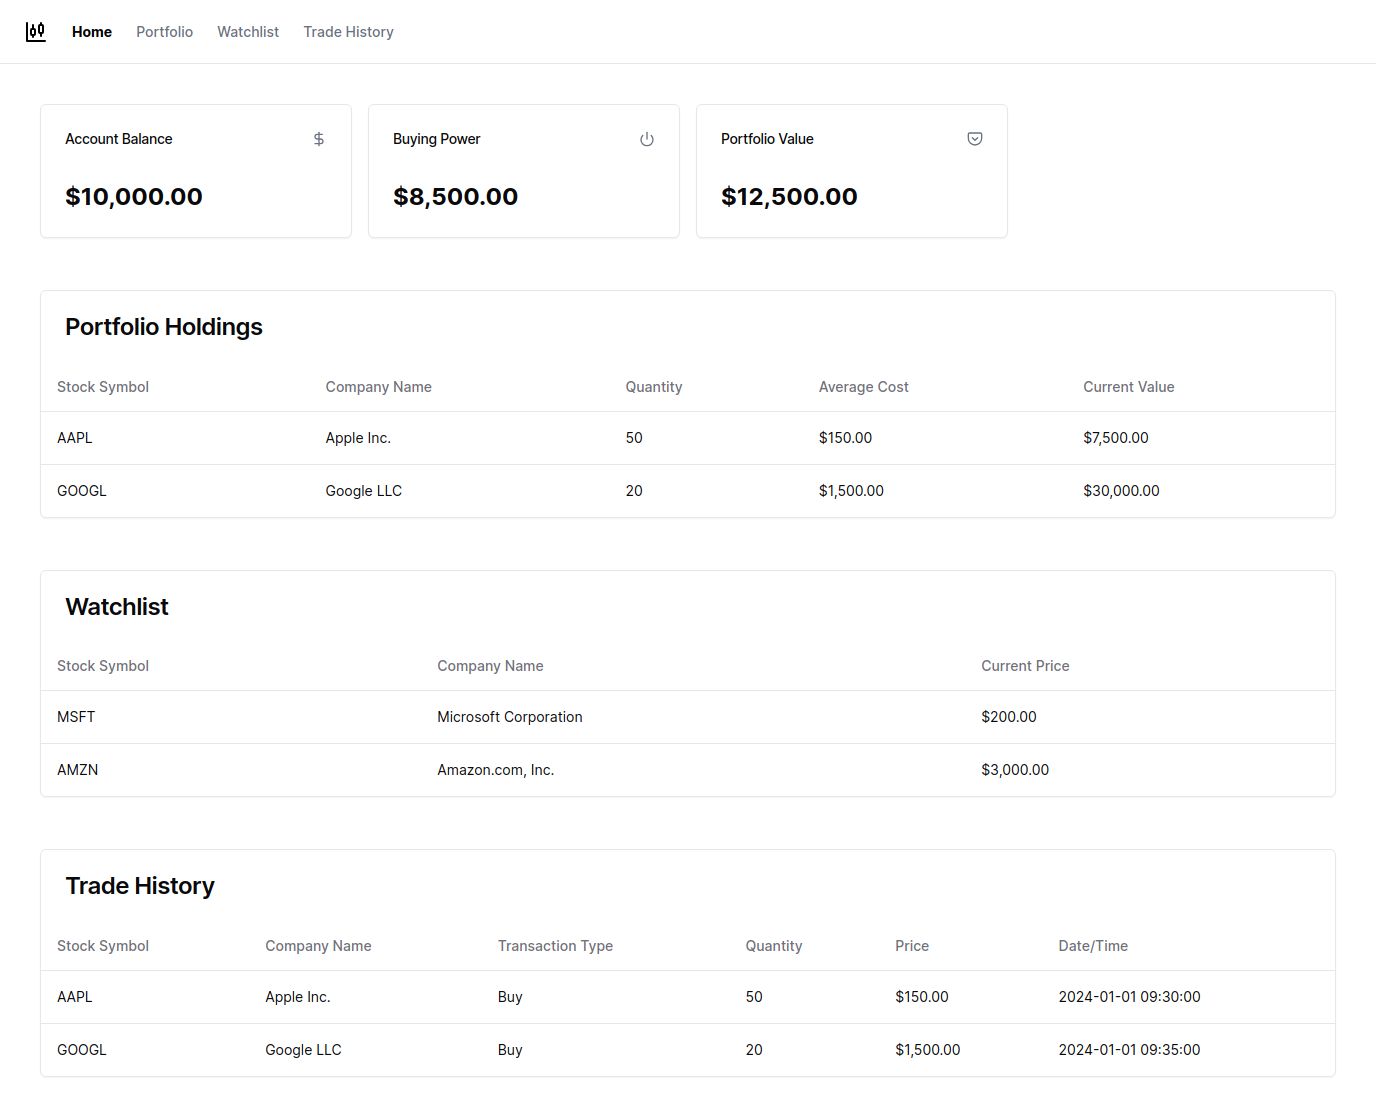 Home Portfolio Watchlist Trade History
Account Balance
$10,000.00
Buying Power
$8,500.00
Portfolio Value
$12,500.00
Portfolio Holdings
Stock Symbol Company Name Quantity Average Cost Current Value
AAPL Apple Inc. 50 $150.00 $7,500.00
GOOGL Google LLC 20 $1,500.00 $30,000.00
Watchlist
Stock Symbol Company Name Current Price
MSFT Microsoft Corporation $200.00
AMZN Amazon.com, Inc. $3,000.00
Trade History
Stock Symbol Company Name Transaction Type Quantity Price Date/Time
AAPL Apple Inc. Buy 50 $150.00 2024-01-01 09:30:00
GOOGL Google LLC Buy 20 $1,500.00 2024-01-01 09:35:00